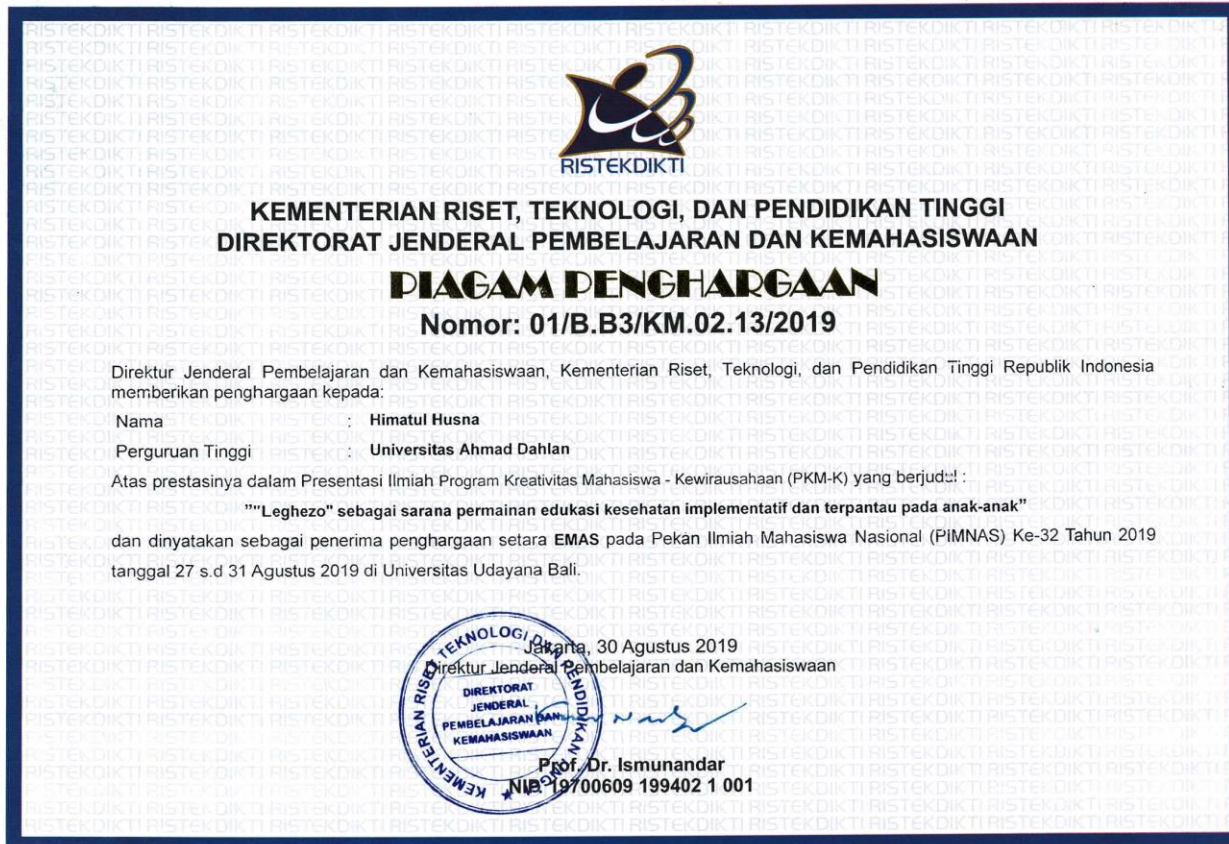 RISTEKDIKTI
KEMENTERIAN RISET, TEKNOLOGI, DAN PENDIDIKAN TINGGI
DIREKTORAT JENDERAL PEMBELAJARAN DAN KEMAHASISWAAN
PIAGAM PENGHARGAAN
Nomor: 01/B.B3/KM.02.13/2019
Direktur Jenderal Pembelajaran dan Kemahasiswaan, Kementerian Riset, Teknologi, dan Pendidikan Tinggi Republik Indonesia
memberikan penghargaan kepada:
Nama : Himatul Husna
Perguruan Tinggi : Universitas Ahmad Dahlan
Atas prestasinya dalam Presentasi Ilmiah Program Kreativitas Mahasiswa - Kewirausahaan (PKM-K) yang berjudul :
""Leghezo" sebagai sarana permainan edukasi kesehatan implementatif dan terpantau pada anak-anak"
dan dinyatakan sebagai penerima penghargaan setara EMAS pada Pekan Ilmiah Mahasiswa Nasional (PIMNAS) Ke-32 Tahun 2019
tanggal 27 s.d 31 Agustus 2019 di Universitas Udayana Bali.
Jakarta, 30 Agustus 2019
Direktur Jenderal Pembelajaran dan Kemahasiswaan
KEMENTERIAN RISET TEKNOLOGI DAN PENDIDIKAN TINGGI
DIREKTORAT
JENDERAL
PEMBELAJARAN DAN
KEMAHASISWAAN
Prof. Dr. Ismunandar
NIP. 19700609 199402 1 001